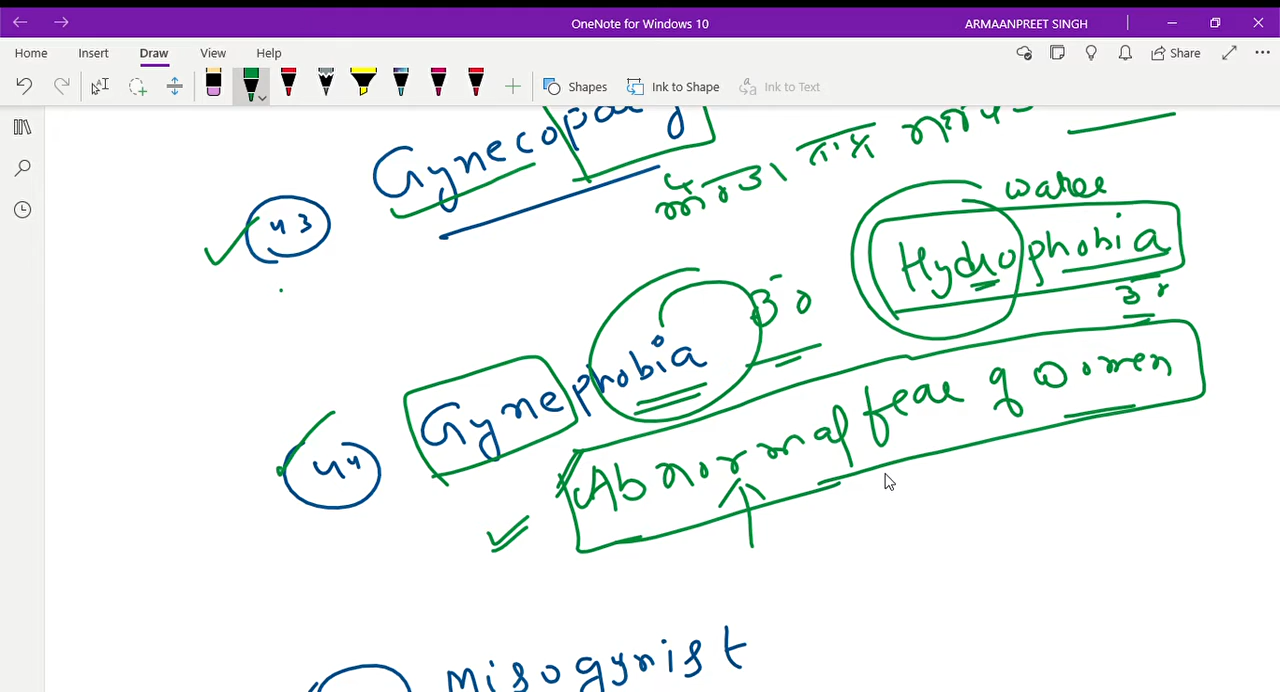 OneNote for Windows 10
ARMAANPREET SINGH
Home Insert Draw View Help
Share
Shapes
Ink to Shape
Ink to Text
43
water
Hydrophobia
44
Gynephobia
Abnormal fear of women
Misogynist